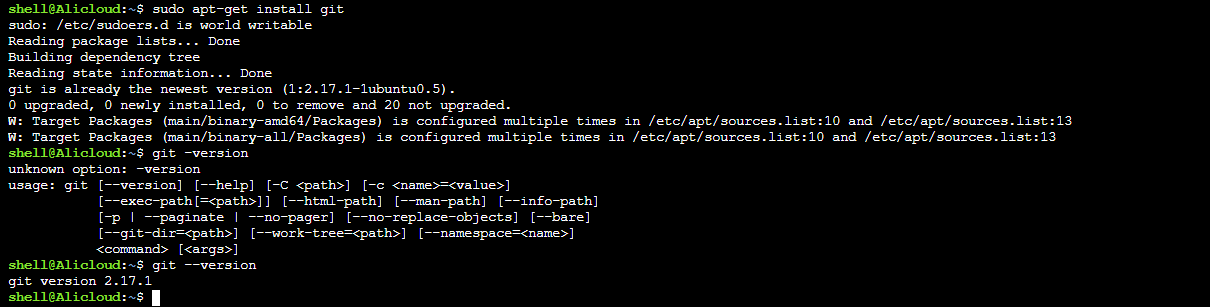 shell@Alicloud:~$ sudo apt-get install git
sudo: /etc/sudoers.d is world writable
Reading package lists... Done
Building dependency tree
Reading state information... Done
git is already the newest version (1:2.17.1-1ubuntu0.5).
0 upgraded, 0 newly installed, 0 to remove and 20 not upgraded.
W: Target Packages (main/binary-amd64/Packages) is configured multiple times in /etc/apt/sources.list:10 and /etc/apt/sources.list:13
W: Target Packages (main/binary-all/Packages) is configured multiple times in /etc/apt/sources.list:10 and /etc/apt/sources.list:13
shell@Alicloud:~$ git -version
unknown option: -version
usage: git [--version] [--help] [-C <path>] [-c <name>=<value>]
           [--exec-path[=<path>]] [--html-path] [--man-path] [--info-path]
           [-p | --paginate | --no-pager] [--no-replace-objects] [--bare]
           [--git-dir=<path>] [--work-tree=<path>] [--namespace=<name>]
           <command> [<args>]
shell@Alicloud:~$ git --version
git version 2.17.1
shell@Alicloud:~$